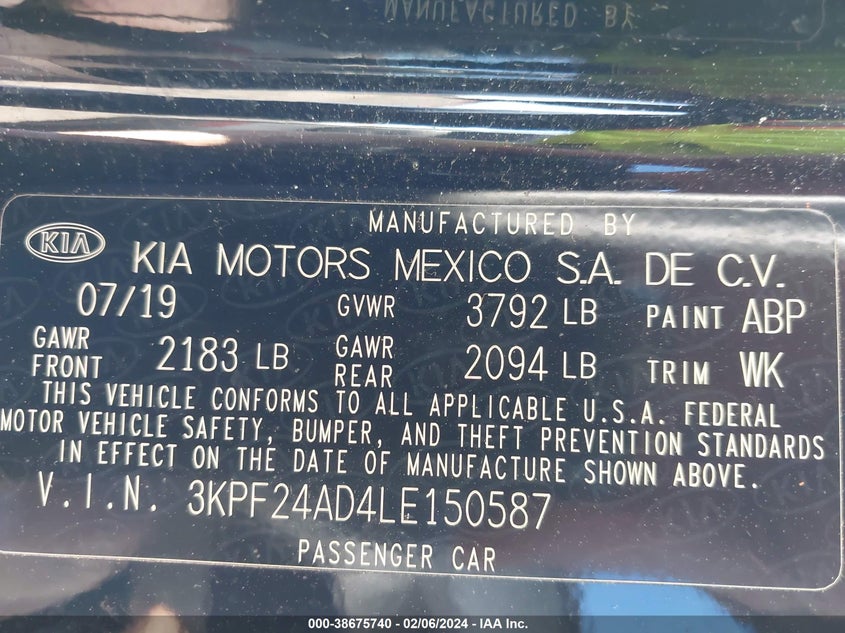 MANUFACTURED BY
MANUFACTURED BY
KIA KIA MOTORS MEXICO S.A. DE C.V.
07/19 GVWR 3792 LB PAINT ABP
GAWR FRONT 2183 LB GAWR REAR 2094 LB TRIM WK
THIS VEHICLE CONFORMS TO ALL APPLICABLE U.S.A. FEDERAL
MOTOR VEHICLE SAFETY, BUMPER, AND THEFT PREVENTION STANDARDS
IN EFFECT ON THE DATE OF MANUFACTURE SHOWN ABOVE.
V.I.N. 3KPF24AD4LE150587
PASSENGER CAR
000-38675740 - 02/06/2024 - IAA Inc.